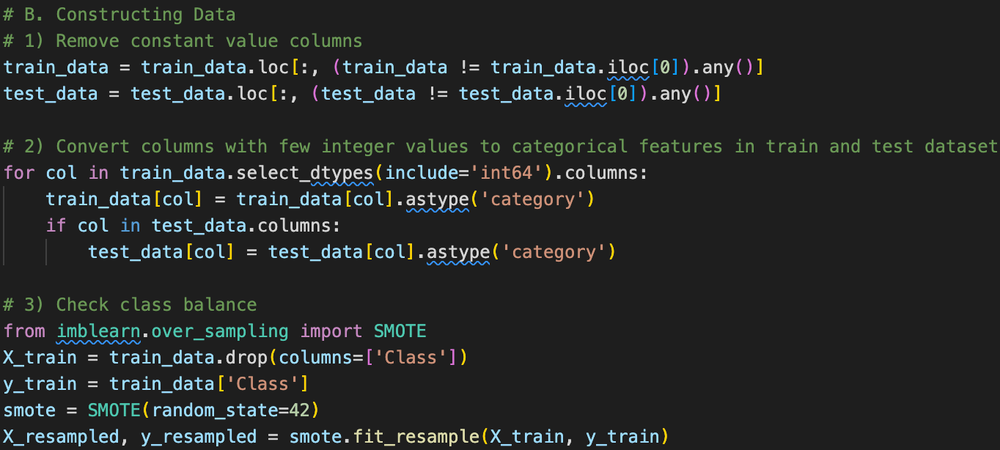 # B. Constructing Data
# 1) Remove constant value columns
train_data = train_data.loc[:, (train_data != train_data.iloc[0]).any()]
test_data = test_data.loc[:, (test_data != test_data.iloc[0]).any()]

# 2) Convert columns with few integer values to categorical features in train and test dataset
for col in train_data.select_dtypes(include='int64').columns:
    train_data[col] = train_data[col].astype('category')
    if col in test_data.columns:
        test_data[col] = test_data[col].astype('category')

# 3) Check class balance
from imblearn.over_sampling import SMOTE
X_train = train_data.drop(columns=['Class'])
y_train = train_data['Class']
smote = SMOTE(random_state=42)
X_resampled, y_resampled = smote.fit_resample(X_train, y_train)